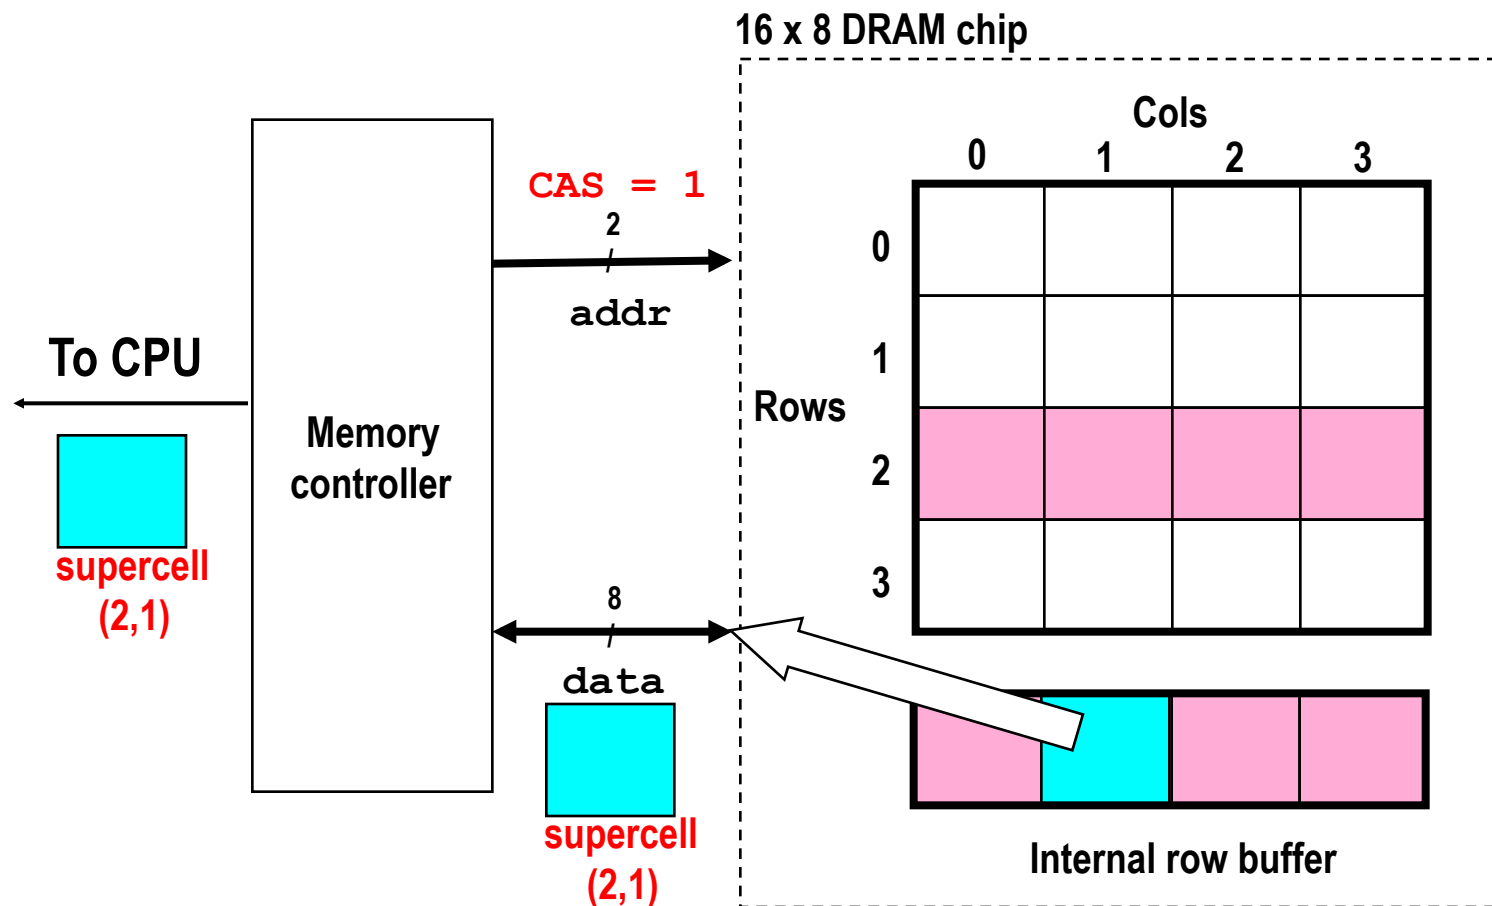 16 x 8 DRAM chip
Cols
0 1 2 3
CAS = 1
2
addr
0
1
2
3
Rows
To CPU
Memory
controller
supercell
(2,1)
8
data
supercell
(2,1)
Internal row buffer